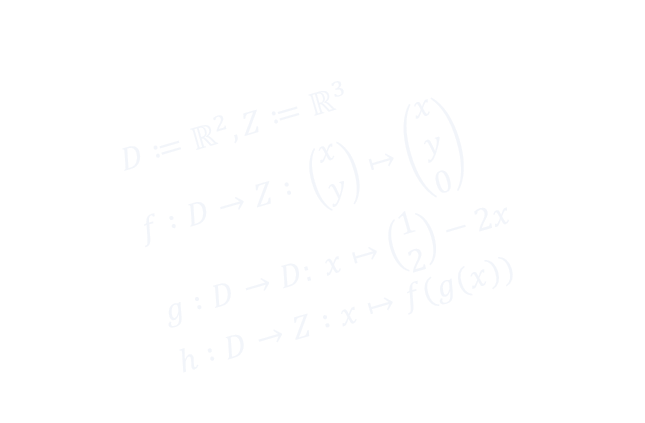 D := ℝ², Z := ℝ³
f : D → Z : (x y) ↦ (x y 0)
g : D → D: x ↦ (1 2) − 2x
h : D → Z : x ↦ f(g(x))